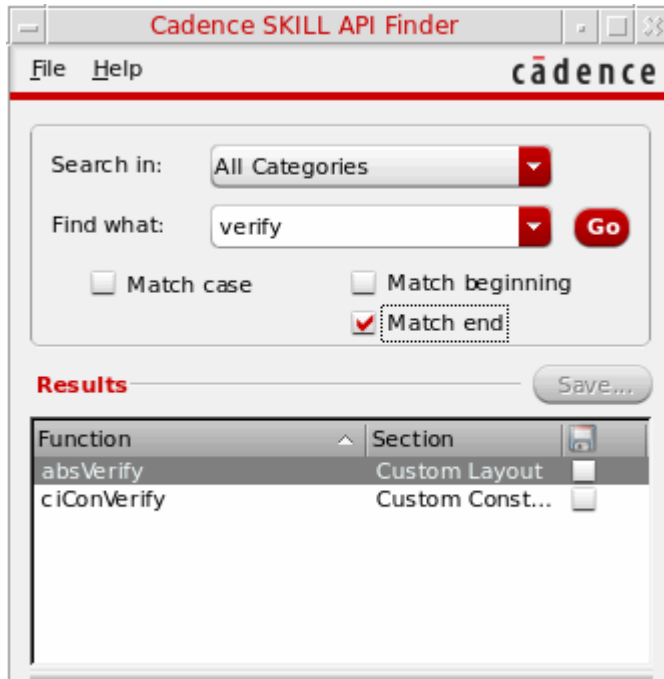 Cadence SKILL API Finder
File Help cādence
Search in: All Categories
Find what: verify Go
Match case Match beginning
Match end
Results Save...
Function Section
absVerify Custom Layout
ciConVerify Custom Const...